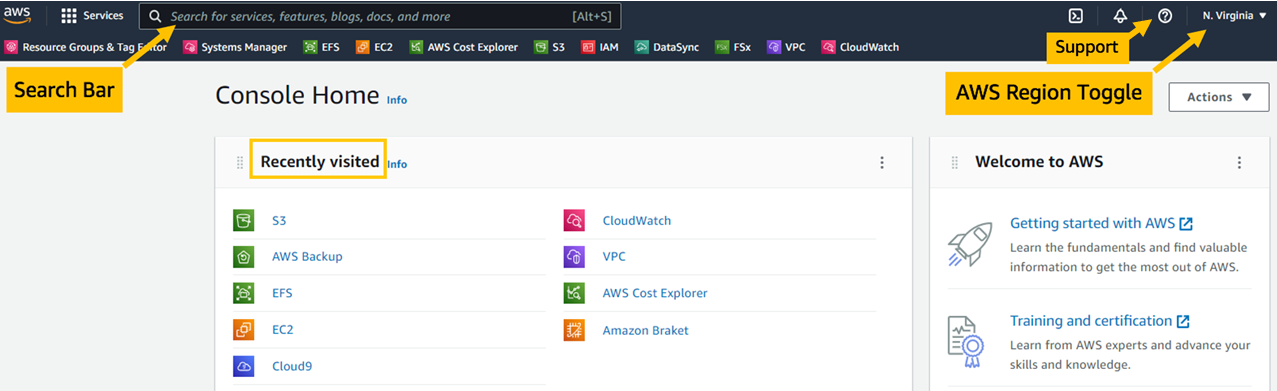 aws Services Search for services, features, blogs, docs, and more [Alt+S] N. Virginia
Resource Groups & Tag Editor Systems Manager EFS EC2 AWS Cost Explorer S3 IAM DataSync FSx VPC CloudWatch
Support
Search Bar
AWS Region Toggle
Console Home Info
Actions
Recently visited Info
Welcome to AWS
S3
CloudWatch
AWS Backup
VPC
EFS
AWS Cost Explorer
EC2
Amazon Braket
Cloud9
Getting started with AWS
Learn the fundamentals and find valuable
information to get the most out of AWS.
Training and certification
Learn from AWS experts and advance your
skills and knowledge.